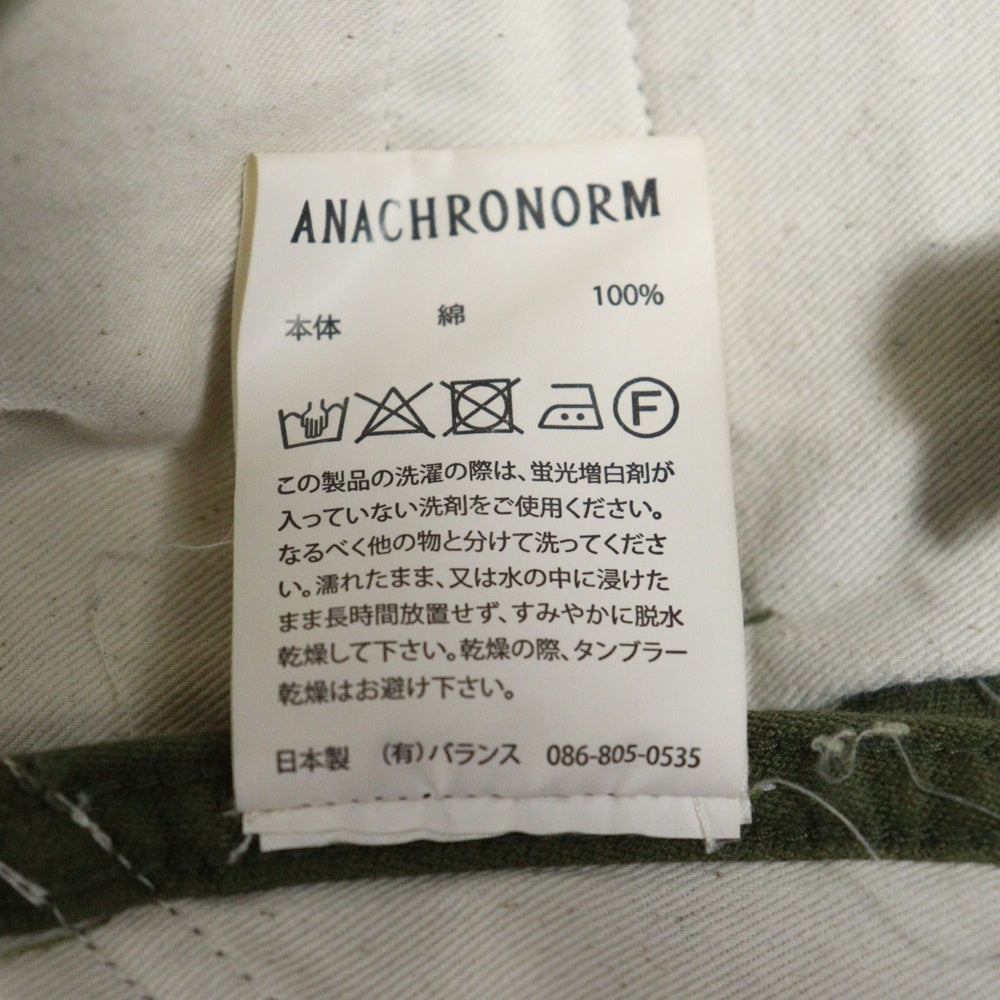 ANACHRONORM
本体 綿 100%
F
この製品の洗濯の際は、蛍光増白剤が
入っていない洗剤をご使用ください。
なるべく他の物と分けて洗ってくださ
い。濡れたまま、又は水の中に浸けた
まま長時間放置せず、すみやかに脱水
乾燥して下さい。乾燥の際、タンブラー
乾燥はお避け下さい。
日本製 (有)バランス 086-805-0535